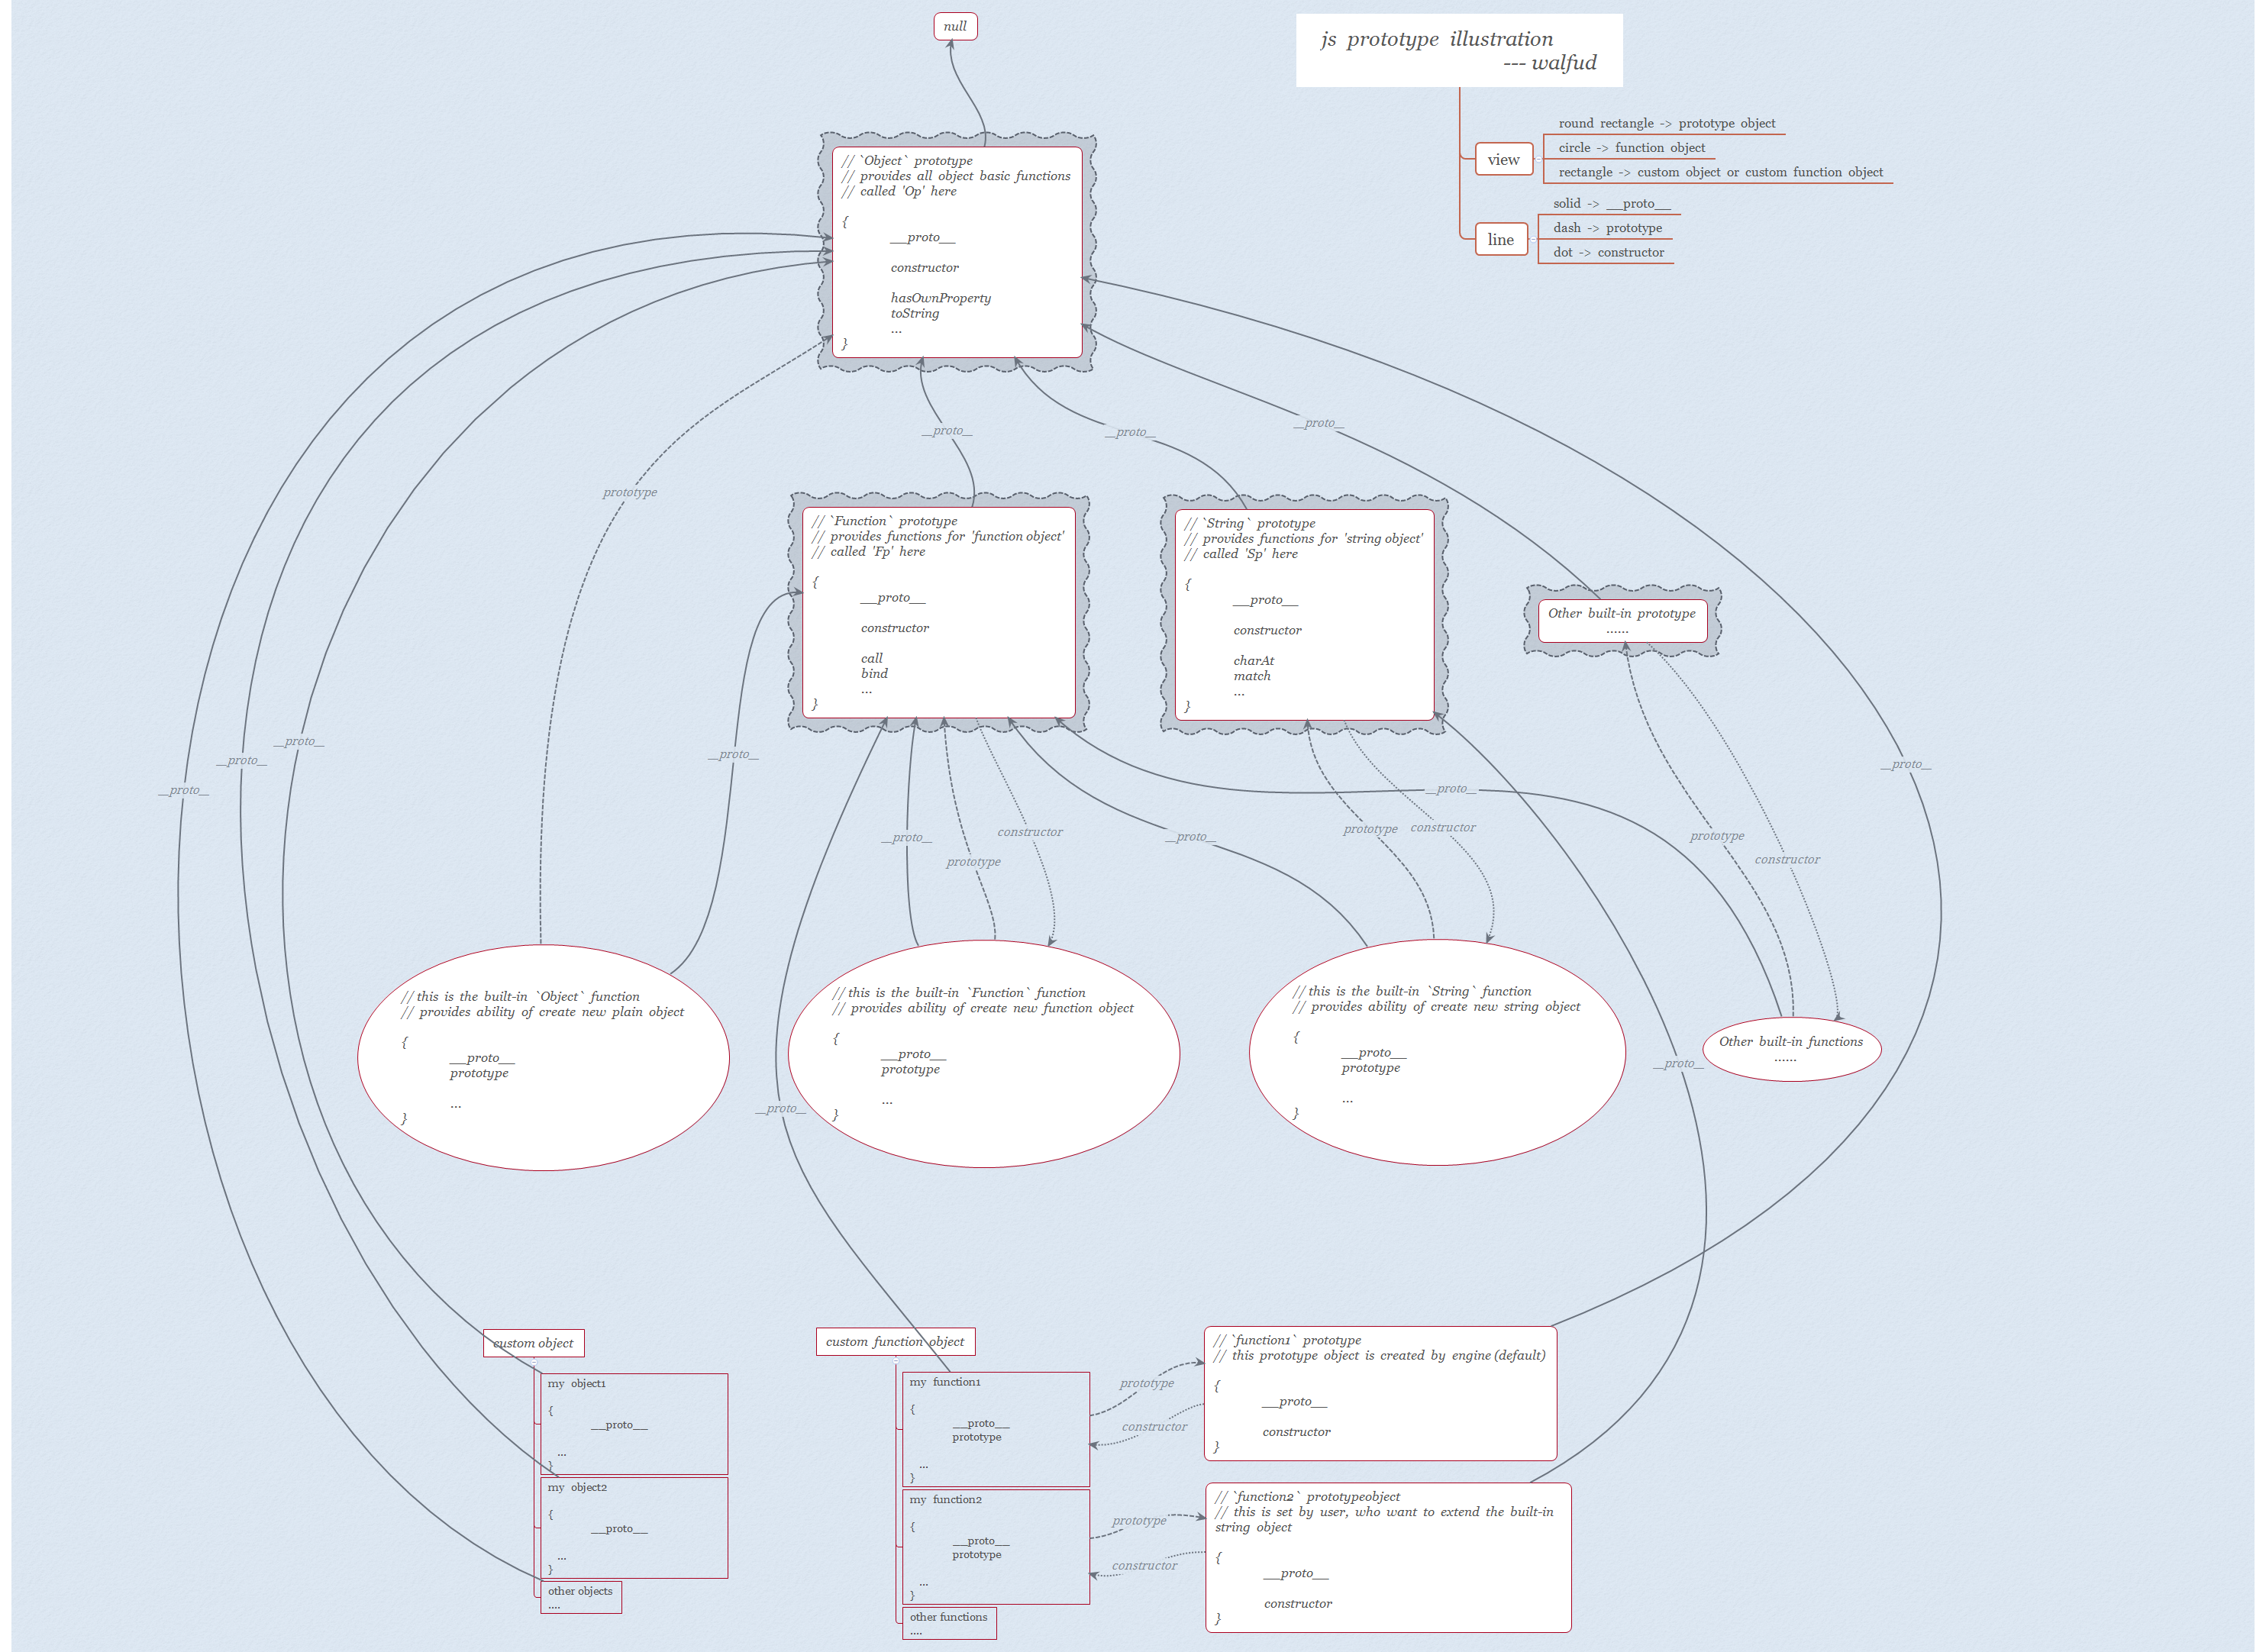 null
js prototype illustration
--- walfud
view
round rectangle -> prototype object
circle -> function object
rectangle -> custom object or custom function object
line
solid -> __proto__
dash -> prototype
dot -> constructor
// `Object` prototype
// provides all object basic functions
// called 'Op' here
{
__proto__
constructor
hasOwnProperty
toString
...
}
__proto__
__proto__
__proto__
prototype
// `Function` prototype
// provides functions for 'function object'
// called 'Fp' here
{
__proto__
constructor
call
bind
...
}
// `String` prototype
// provides functions for 'string object'
// called 'Sp' here
{
__proto__
constructor
charAt
match
...
}
Other built-in prototype
......
__proto__
__proto__
__proto__
__proto__
__proto__
__proto__
__proto__
prototype
constructor
__proto__
prototype
constructor
prototype
constructor
// this is the built-in `Object` function
// provides ability of create new plain object
{
__proto__
prototype
...
}
// this is the built-in `Function` function
// provides ability of create new function object
{
__proto__
prototype
...
}
// this is the built-in `String` function
// provides ability of create new string object
{
__proto__
prototype
...
}
Other built-in functions
......
__proto__
__proto__
custom object
my object1
{
__proto__
...
}
my object2
{
__proto__
...
}
other objects
....
custom function object
my function1
{
__proto__
prototype
...
}
my function2
{
__proto__
prototype
...
}
other functions
....
prototype
constructor
prototype
constructor
// `function1` prototype
// this prototype object is created by engine (default)
{
__proto__
constructor
}
// `function2` prototypeobject
// this is set by user, who want to extend the built-in
string object
{
__proto__
constructor
}